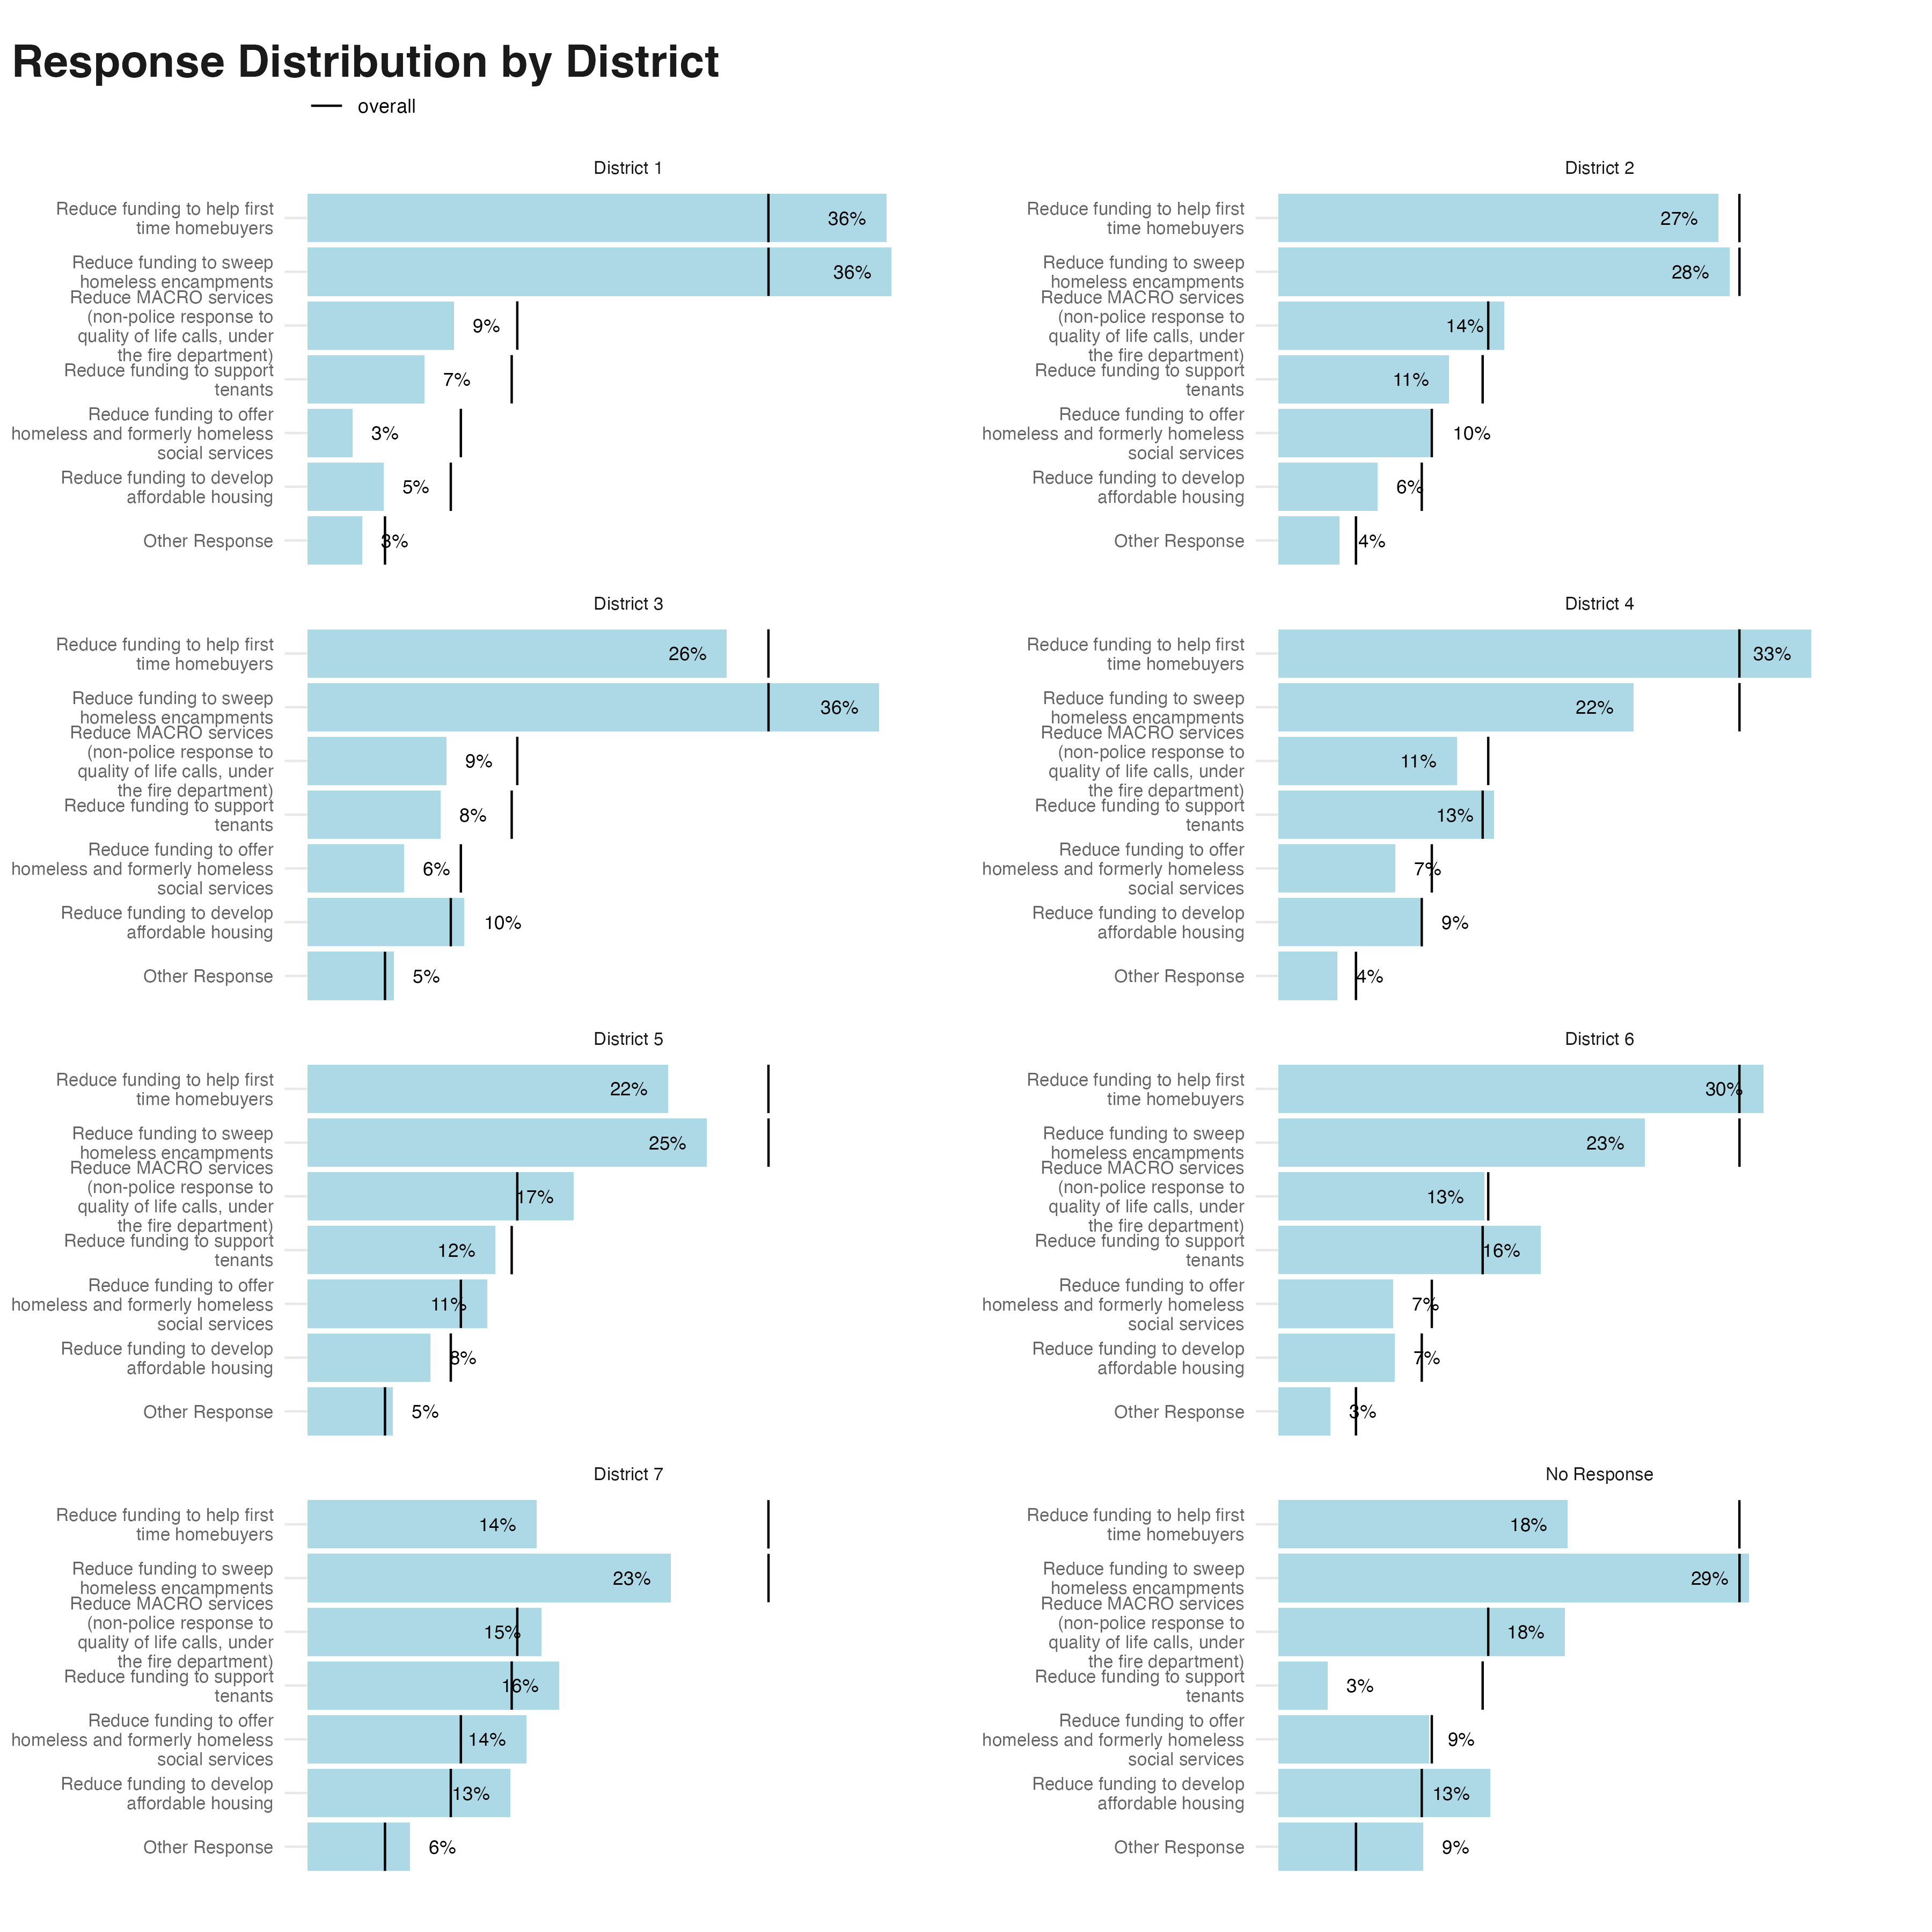 Response Distribution by District
overall
District 1
Reduce funding to help first
time homebuyers
36%
Reduce funding to sweep
homeless encampments
36%
Reduce MACRO services
(non-police response to
quality of life calls, under
the fire department)
9%
Reduce funding to support
tenants
7%
Reduce funding to offer
homeless and formerly homeless
social services
3%
Reduce funding to develop
affordable housing
5%
Other Response
3%
District 2
Reduce funding to help first
time homebuyers
27%
Reduce funding to sweep
homeless encampments
28%
Reduce MACRO services
(non-police response to
quality of life calls, under
the fire department)
14%
Reduce funding to support
tenants
11%
Reduce funding to offer
homeless and formerly homeless
social services
10%
Reduce funding to develop
affordable housing
6%
Other Response
4%
District 3
Reduce funding to help first
time homebuyers
26%
Reduce funding to sweep
homeless encampments
36%
Reduce MACRO services
(non-police response to
quality of life calls, under
the fire department)
9%
Reduce funding to support
tenants
8%
Reduce funding to offer
homeless and formerly homeless
social services
6%
Reduce funding to develop
affordable housing
10%
Other Response
5%
District 4
Reduce funding to help first
time homebuyers
33%
Reduce funding to sweep
homeless encampments
22%
Reduce MACRO services
(non-police response to
quality of life calls, under
the fire department)
11%
Reduce funding to support
tenants
13%
Reduce funding to offer
homeless and formerly homeless
social services
7%
Reduce funding to develop
affordable housing
9%
Other Response
4%
District 5
Reduce funding to help first
time homebuyers
22%
Reduce funding to sweep
homeless encampments
25%
Reduce MACRO services
(non-police response to
quality of life calls, under
the fire department)
17%
Reduce funding to support
tenants
12%
Reduce funding to offer
homeless and formerly homeless
social services
11%
Reduce funding to develop
affordable housing
8%
Other Response
5%
District 6
Reduce funding to help first
time homebuyers
30%
Reduce funding to sweep
homeless encampments
23%
Reduce MACRO services
(non-police response to
quality of life calls, under
the fire department)
13%
Reduce funding to support
tenants
16%
Reduce funding to offer
homeless and formerly homeless
social services
7%
Reduce funding to develop
affordable housing
7%
Other Response
3%
District 7
Reduce funding to help first
time homebuyers
14%
Reduce funding to sweep
homeless encampments
23%
Reduce MACRO services
(non-police response to
quality of life calls, under
the fire department)
15%
Reduce funding to support
tenants
16%
Reduce funding to offer
homeless and formerly homeless
social services
14%
Reduce funding to develop
affordable housing
13%
Other Response
6%
No Response
Reduce funding to help first
time homebuyers
18%
Reduce funding to sweep
homeless encampments
29%
Reduce MACRO services
(non-police response to
quality of life calls, under
the fire department)
18%
Reduce funding to support
tenants
3%
Reduce funding to offer
homeless and formerly homeless
social services
9%
Reduce funding to develop
affordable housing
13%
Other Response
9%